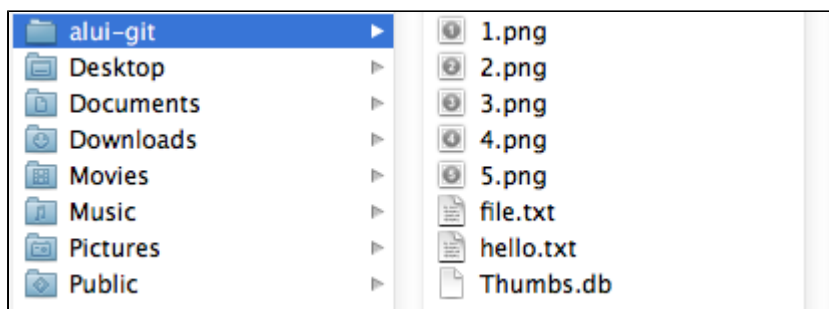 alui-git
Desktop
Documents
Downloads
Movies
Music
Pictures
Public
1.png
2.png
3.png
4.png
5.png
file.txt
hello.txt
Thumbs.db